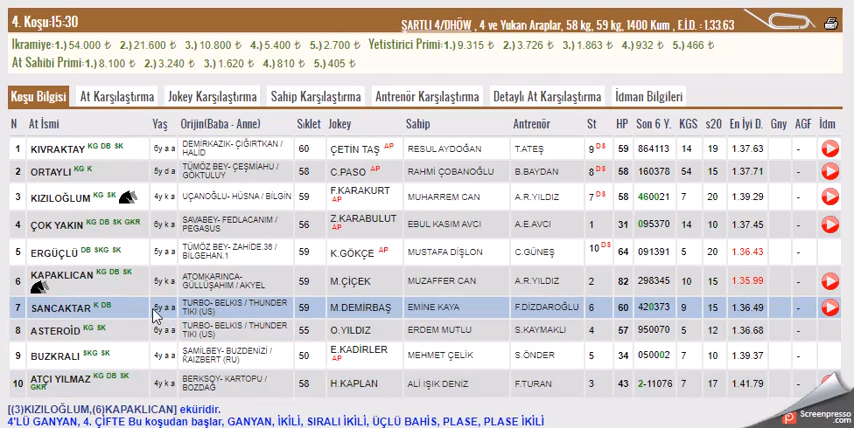 4. Koşu:15:30
ŞARTLI 4/DHÖW , 4 ve Yukarı Araplar, 58 kg, 59 kg, 1400 Kum , E.İ.D. : 1.33.63
Ikramiye: 1.) 54.000 ₺ 2.) 21.600 ₺ 3.) 10.800 ₺ 4.) 5.400 ₺ 5.) 2.700 ₺ Yetistirici Primi: 1.) 9.315 ₺ 2.) 3.726 ₺ 3.) 1.863 ₺ 4.) 932 ₺ 5.) 466 ₺
At Sahibi Primi: 1.) 8.100 ₺ 2.) 3.240 ₺ 3.) 1.620 ₺ 4.) 810 ₺ 5.) 405 ₺
Koşu Bilgisi At Karşılaştırma Jokey Karşılaştırma Sahip Karşılaştırma Antrenör Karşılaştırma Detaylı At Karşılaştırma İdman Bilgileri
N At İsmi Yaş Orijin(Baba - Anne) Sıklet Jokey Sahip Antrenör St HP Son 6 Y. KGS s20 En İyi D. Gny AGF İdm
1 KIVRAKTAY KG DB SK 6y a a DEMİRKAZIK- ÇIĞIRTKAN / HALİD 60 ÇETİN TAŞ AP RESUL AYDOĞAN T.ATEŞ 9 DS 59 864113 14 19 1.37.63 -
2 ORTAYLI KG K 5y d a TÜMÖZ BEY- ÇEŞMİAHU / GÖKTULUY 58 C.PASO AP RAHMİ ÇOBANOĞLU B.BAYDAN 8 DS 58 160378 54 15 1.37.71 -
3 KIZILOĞLUM KG SK 4y k a UÇANOĞLU- HÜSNA / BİLGİN 59 F.KARAKURT AP MUHARREM CAN A.R.YILDIZ 7 DS 58 460021 7 20 1.39.29 -
4 ÇOK YAKIN KG DB SK GKR 6y k a SAVABEY- FEDLACANIM / PEGASUS 56 Z.KARABULUT AP EBUL KASIM AVCI A.E.AVCI 1 31 095370 14 10 1.37.45 -
5 ERGÜÇLÜ DB SKG SK 5y a a TÜMÖZ BEY- ZAHİDE.36 / BİLGEHAN.1 59 K.GÖKÇE AP MUSTAFA DİŞLON C.GÜNEŞ 10 DS 64 091391 5 20 1.36.43 -
6 KAPAKLICAN KG DB SK 5y k a ATOMKARINCA- GÜLLÜŞAHIM / AKYEL 59 M.ÇİÇEK MUZAFFER CAN A.R.YILDIZ 2 82 298345 10 15 1.35.99 -
7 SANCAKTAR K DB 5y a a TURBO- BELKIS / THUNDER TIKI (US) 59 M.DEMİRBAŞ EMİNE KAYA F.DİZDAROĞLU 6 60 420373 9 15 1.36.49 -
8 ASTEROİD KG SK 6y a a TURBO- BELKIS / THUNDER TIKI (US) 55 O.YILDIZ ERDEM MUTLU S.KAYMAKLI 4 57 950070 5 12 1.36.68 -
9 BUZKRALI SKG SK 4y a a ŞAMİLBEY- BUZDENİZİ / KAIZBERT (RU) 50 E.KADİRLER AP MEHMET ÇELİK S.ÖNDER 5 34 050002 7 10 1.39.37 -
10 ATÇI YILMAZ KG DB SK GKR 4y k a BERKSOY- KARTOPU / BOZDAĞ 58 H.KAPLAN ALİ IŞIK DENİZ F.TURAN 3 43 2-11076 7 17 1.41.79 -
[(3)KIZILOĞLUM,(6)KAPAKLICAN] eküridir.
4'LÜ GANYAN, 4. ÇİFTE Bu koşudan başlar, GANYAN, İKİLİ, SIRALI İKİLİ, ÜÇLÜ BAHİS, PLASE, PLASE İKİLİ
Screenpresso